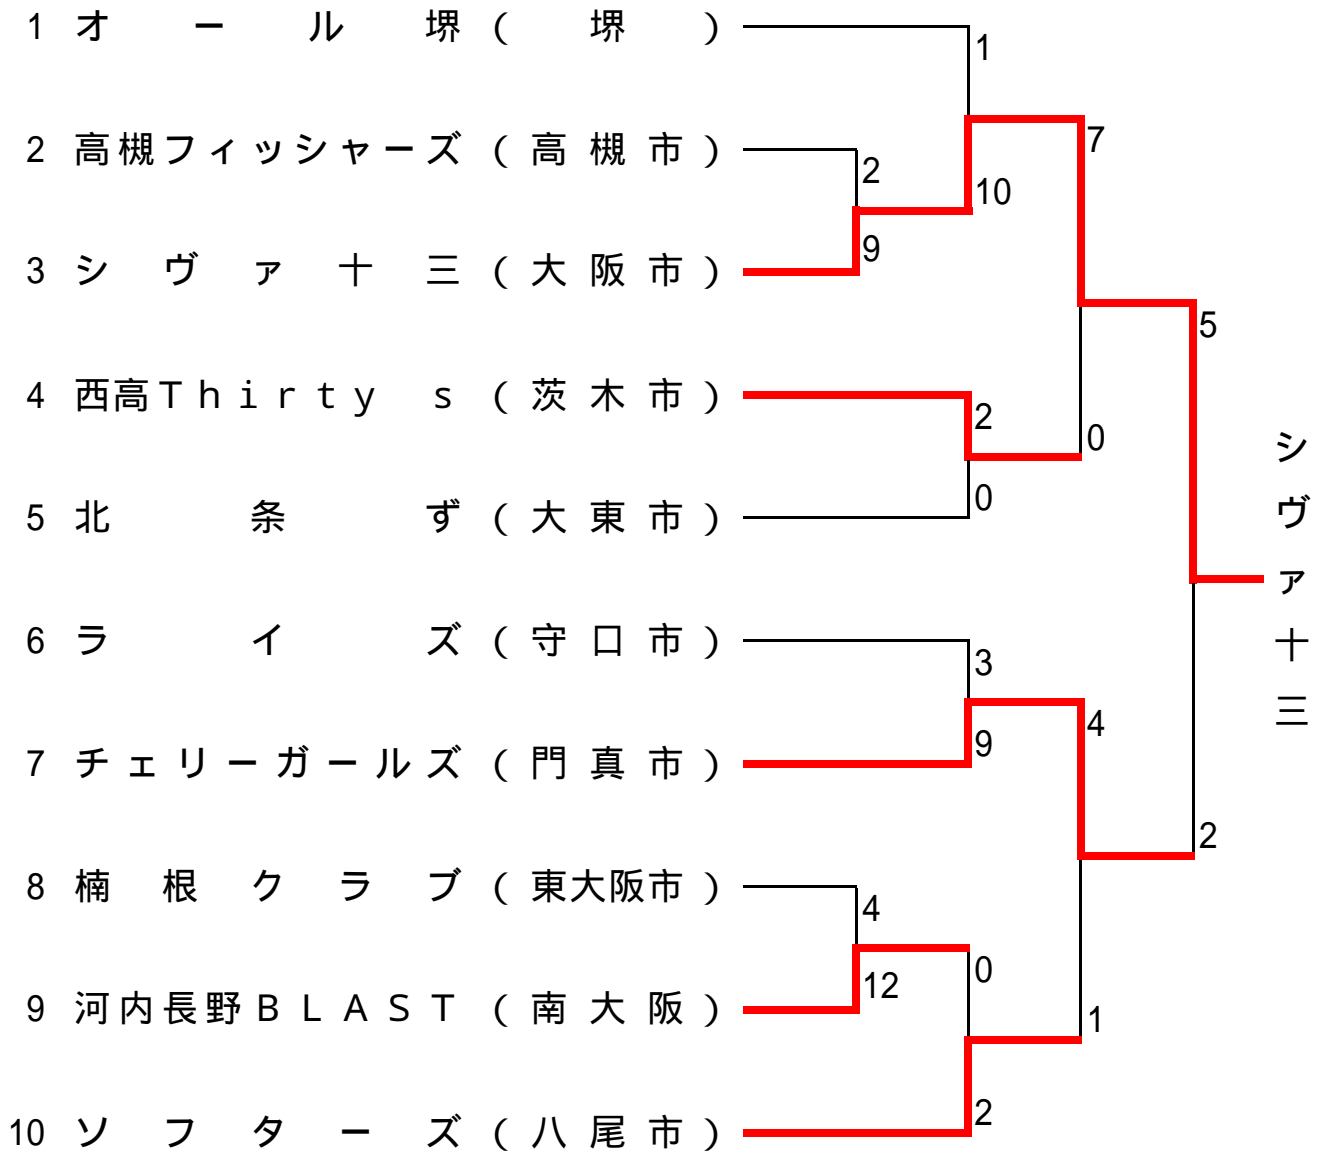 1 オール堺(堺)
1
2 高槻フィッシャーズ(高槻市)
2
7
10
3 シヴァ十三(大阪市)
9
5
4 西高Ｔｈｉｒｔｙ　ｓ(茨木市)
2
0
5 北条ず(大東市)
0
シヴァ十三
6 ライズ(守口市)
3
4
7 チェリーガールズ(門真市)
9
2
8 楠根クラブ(東大阪市)
4
0
9 河内長野ＢＬＡＳＴ(南大阪)
12
1
10 ソフターズ(八尾市)
2